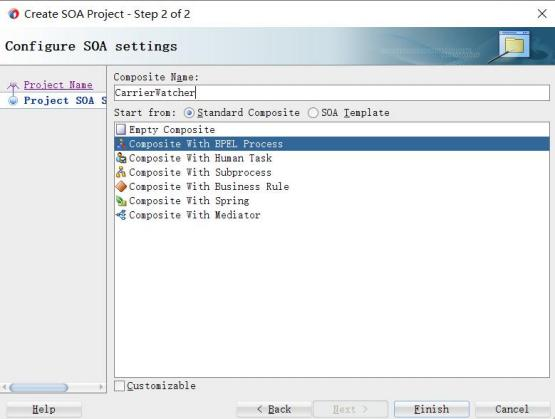 Create SOA Project - Step 2 of 2
Configure SOA settings
Project Name
Project SOA S
Composite Name:
CarrierWatcher
Start from: Standard Composite SOA Template
Empty Composite
Composite With BPEL Process
Composite With Human Task
Composite With Subprocess
Composite With Business Rule
Composite With Spring
Composite With Mediator
Customizable
Help < Back Next > Finish Cancel